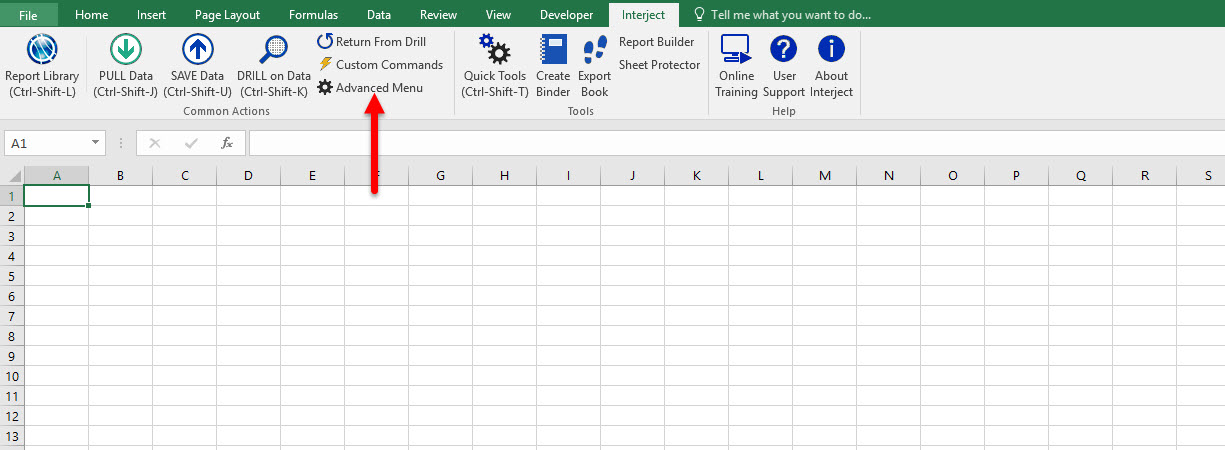 File Home Insert Page Layout Formulas Data Review View Developer Interject Tell me what you want to do...
Report Library
(Ctrl-Shift-L)
PULL Data
(Ctrl-Shift-J)
SAVE Data
(Ctrl-Shift-U)
DRILL on Data
(Ctrl-Shift-K)
Return From Drill
Custom Commands
Advanced Menu
Common Actions
Quick Tools
(Ctrl-Shift-T)
Create
Binder
Export
Book
Report Builder
Sheet Protector
Tools
Online
Training
User
Support
About
Interject
Help
A1 fx
A B C D E F G H I J K L M N O P Q R S
1
2
3
4
5
6
7
8
9
10
11
12
13